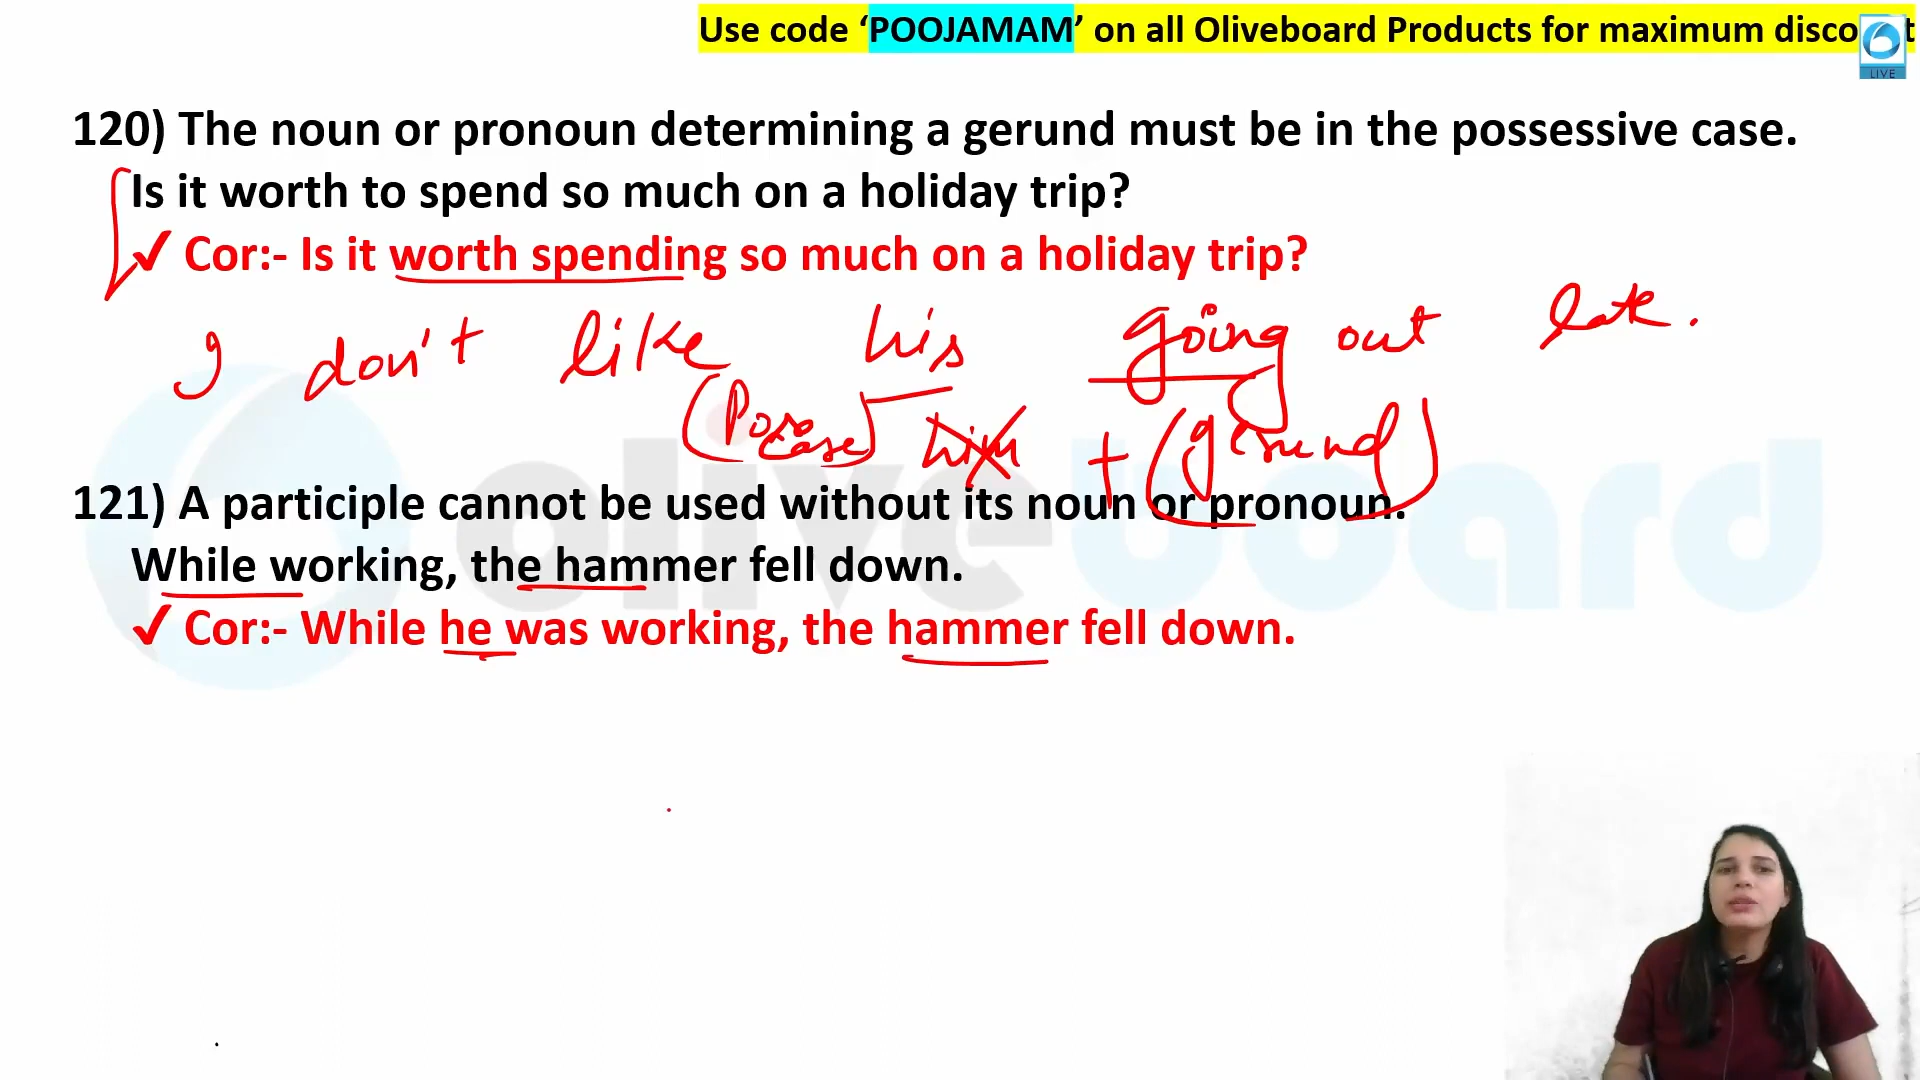 Use code ‘POOJAMAM’ on all Oliveboard Products for maximum disco t
LIVE
120) The noun or pronoun determining a gerund must be in the possessive case.
Is it worth to spend so much on a holiday trip?
✔ Cor:- Is it worth spending so much on a holiday trip?
I don't like his going out late.
(Poss case) him + (gerund)
121) A participle cannot be used without its noun or pronoun.
While working, the hammer fell down.
✔ Cor:- While he was working, the hammer fell down.
oliveboard